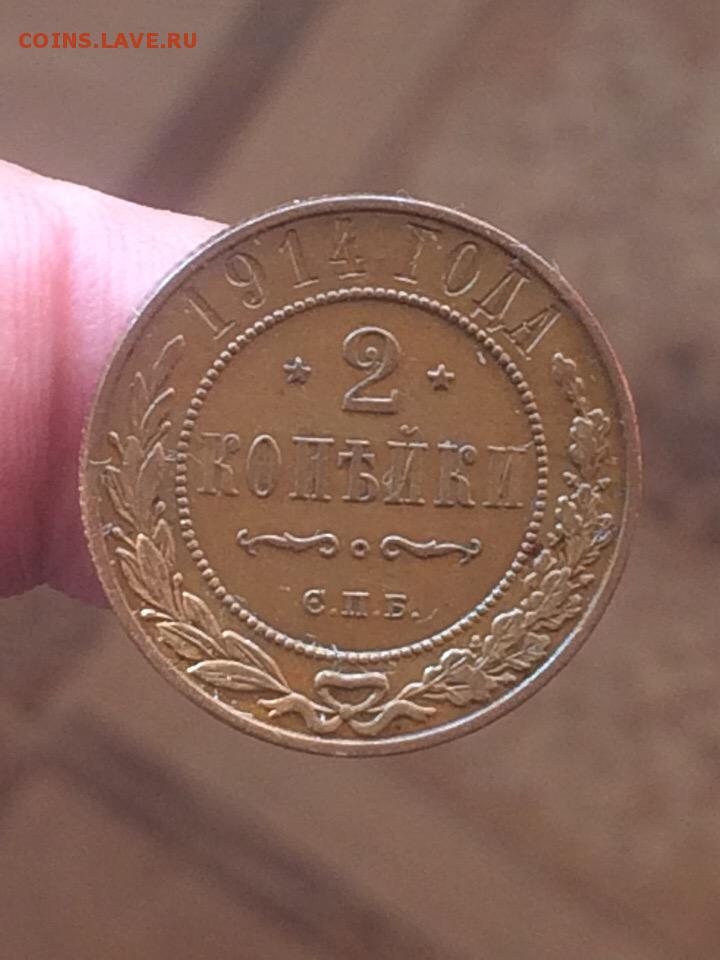 COINS.LAVE.RU
1914 ГОДА
2
КОПѢЙКИ
С.П.Б.